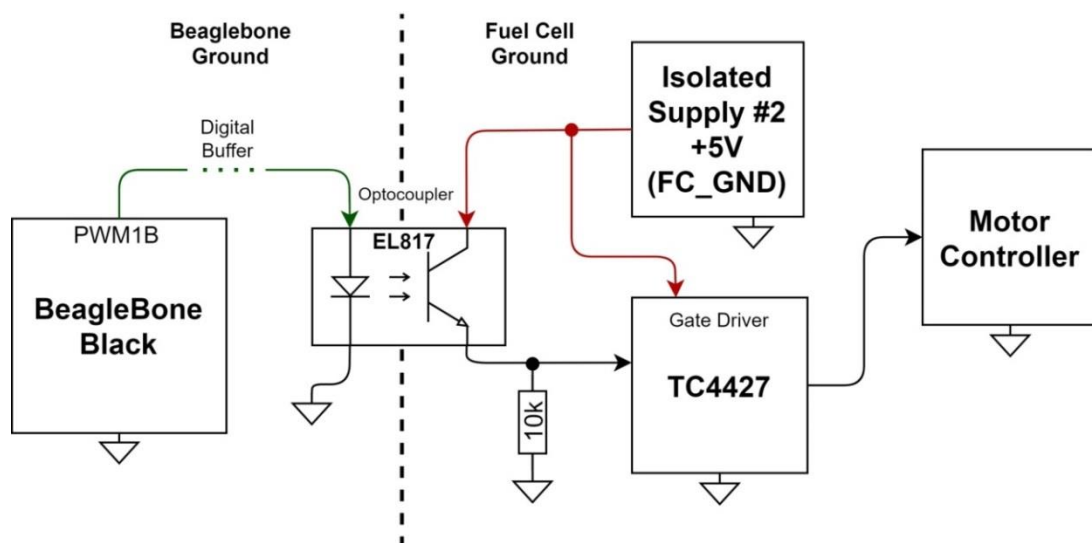 Beaglebone
Ground
Fuel Cell
Ground
Isolated
Supply #2
+5V
(FC_GND)
Digital
Buffer
Optocoupler
EL817
PWM1B
BeagleBone
Black
Motor
Controller
Gate Driver
TC4427
10k